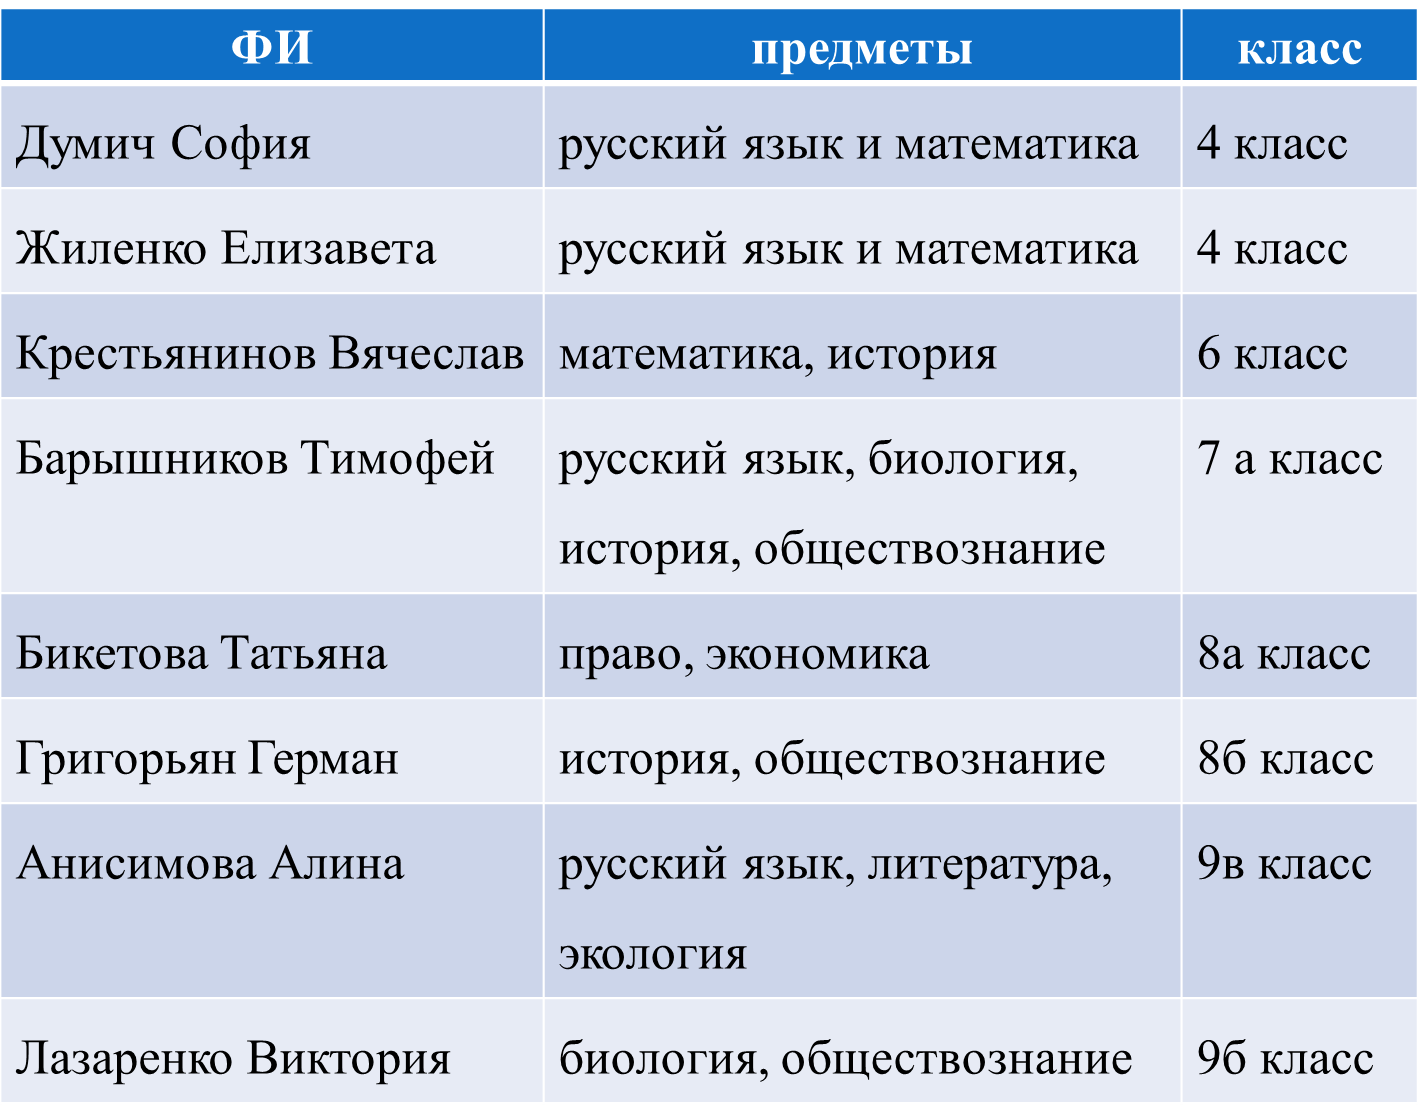 ФИ предметы класс
Думич София русский язык и математика 4 класс
Жиленко Елизавета русский язык и математика 4 класс
Крестьянинов Вячеслав математика, история 6 класс
Барышников Тимофей русский язык, биология, 7 а класс
история, обществознание
Бикетова Татьяна право, экономика 8а класс
Григорьян Герман история, обществознание 8б класс
Анисимова Алина русский язык, литература, 9в класс
экология
Лазаренко Виктория биология, обществознание 9б класс